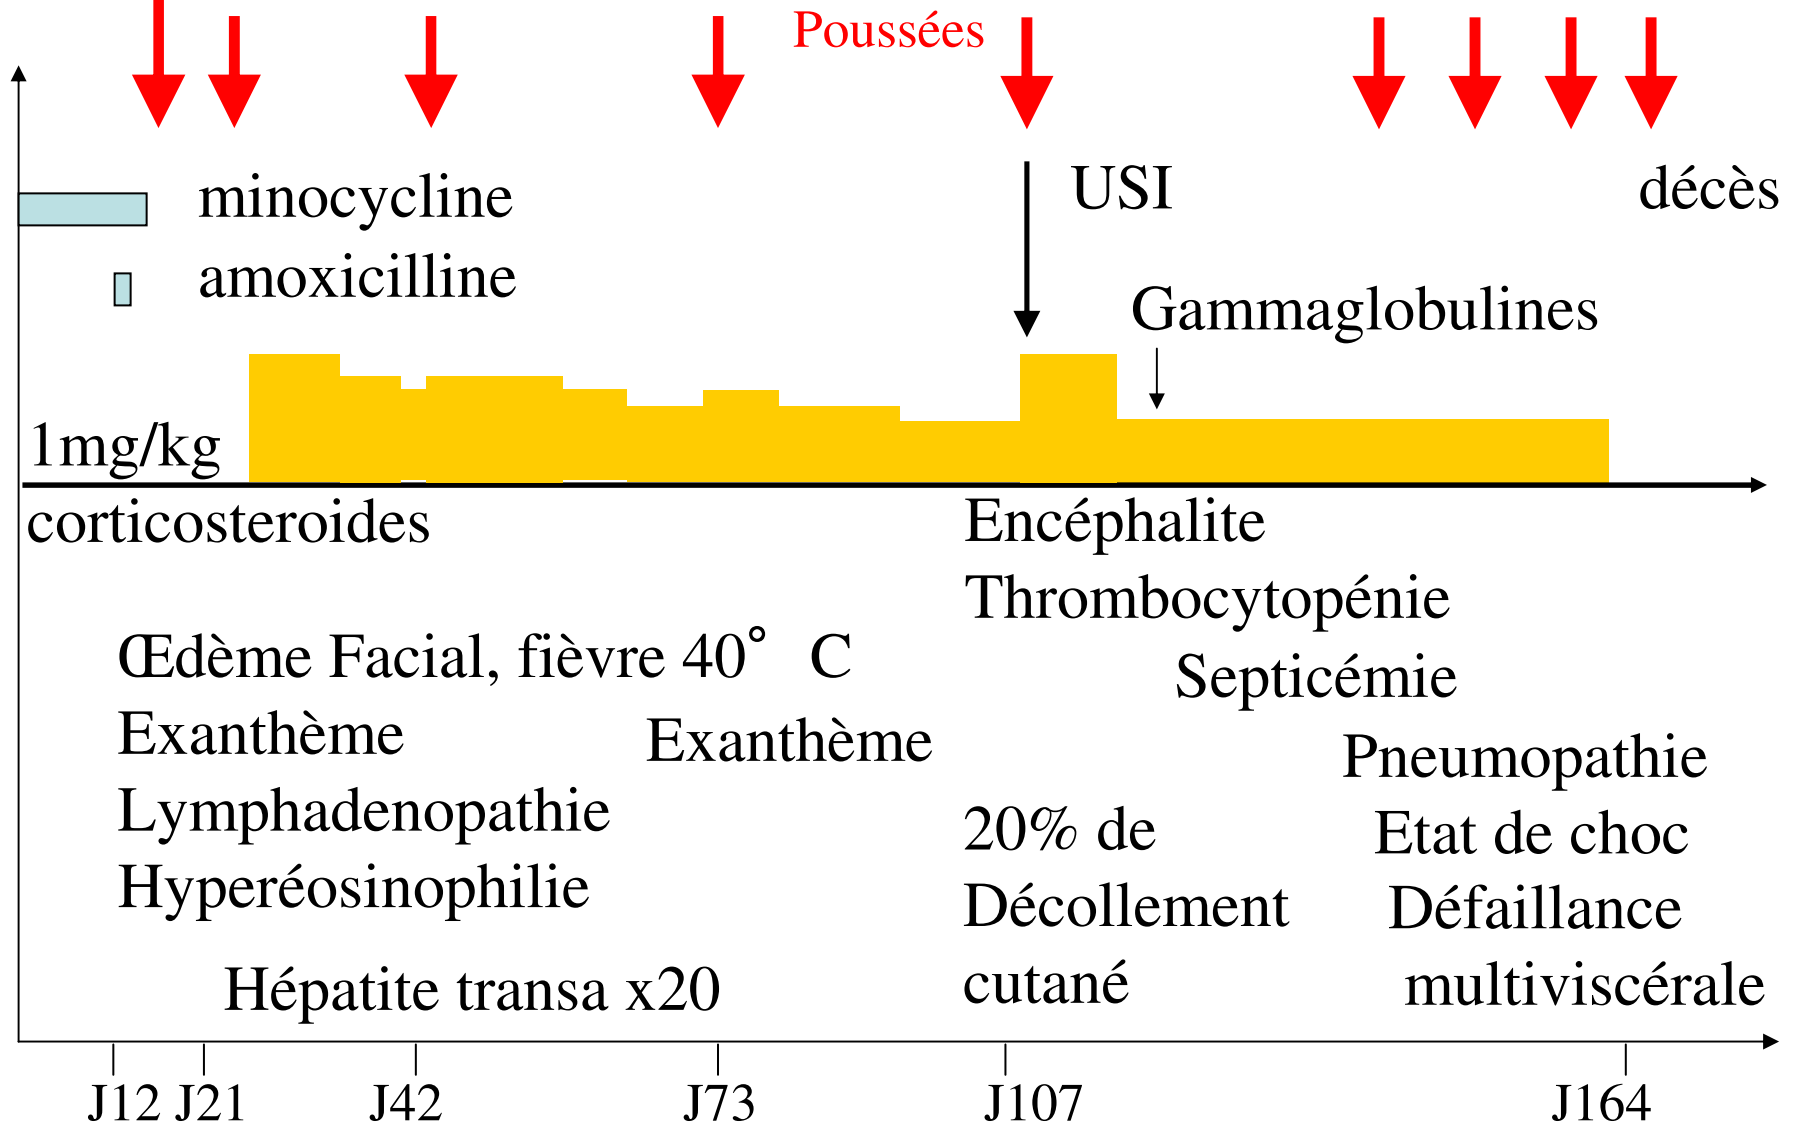 Poussées
minocycline
USI
décès
amoxicilline
Gammaglobulines
1mg/kg
corticosteroides
Encéphalite
Thrombocytopénie
Œdème Facial, fièvre 40° C
Septicémie
Exanthème
Exanthème
Pneumopathie
Lymphadenopathie
20% de
Etat de choc
Hyperéosinophilie
Décollement
Défaillance
Hépatite transa x20
cutané
multiviscérale
J12 J21 J42 J73 J107 J164